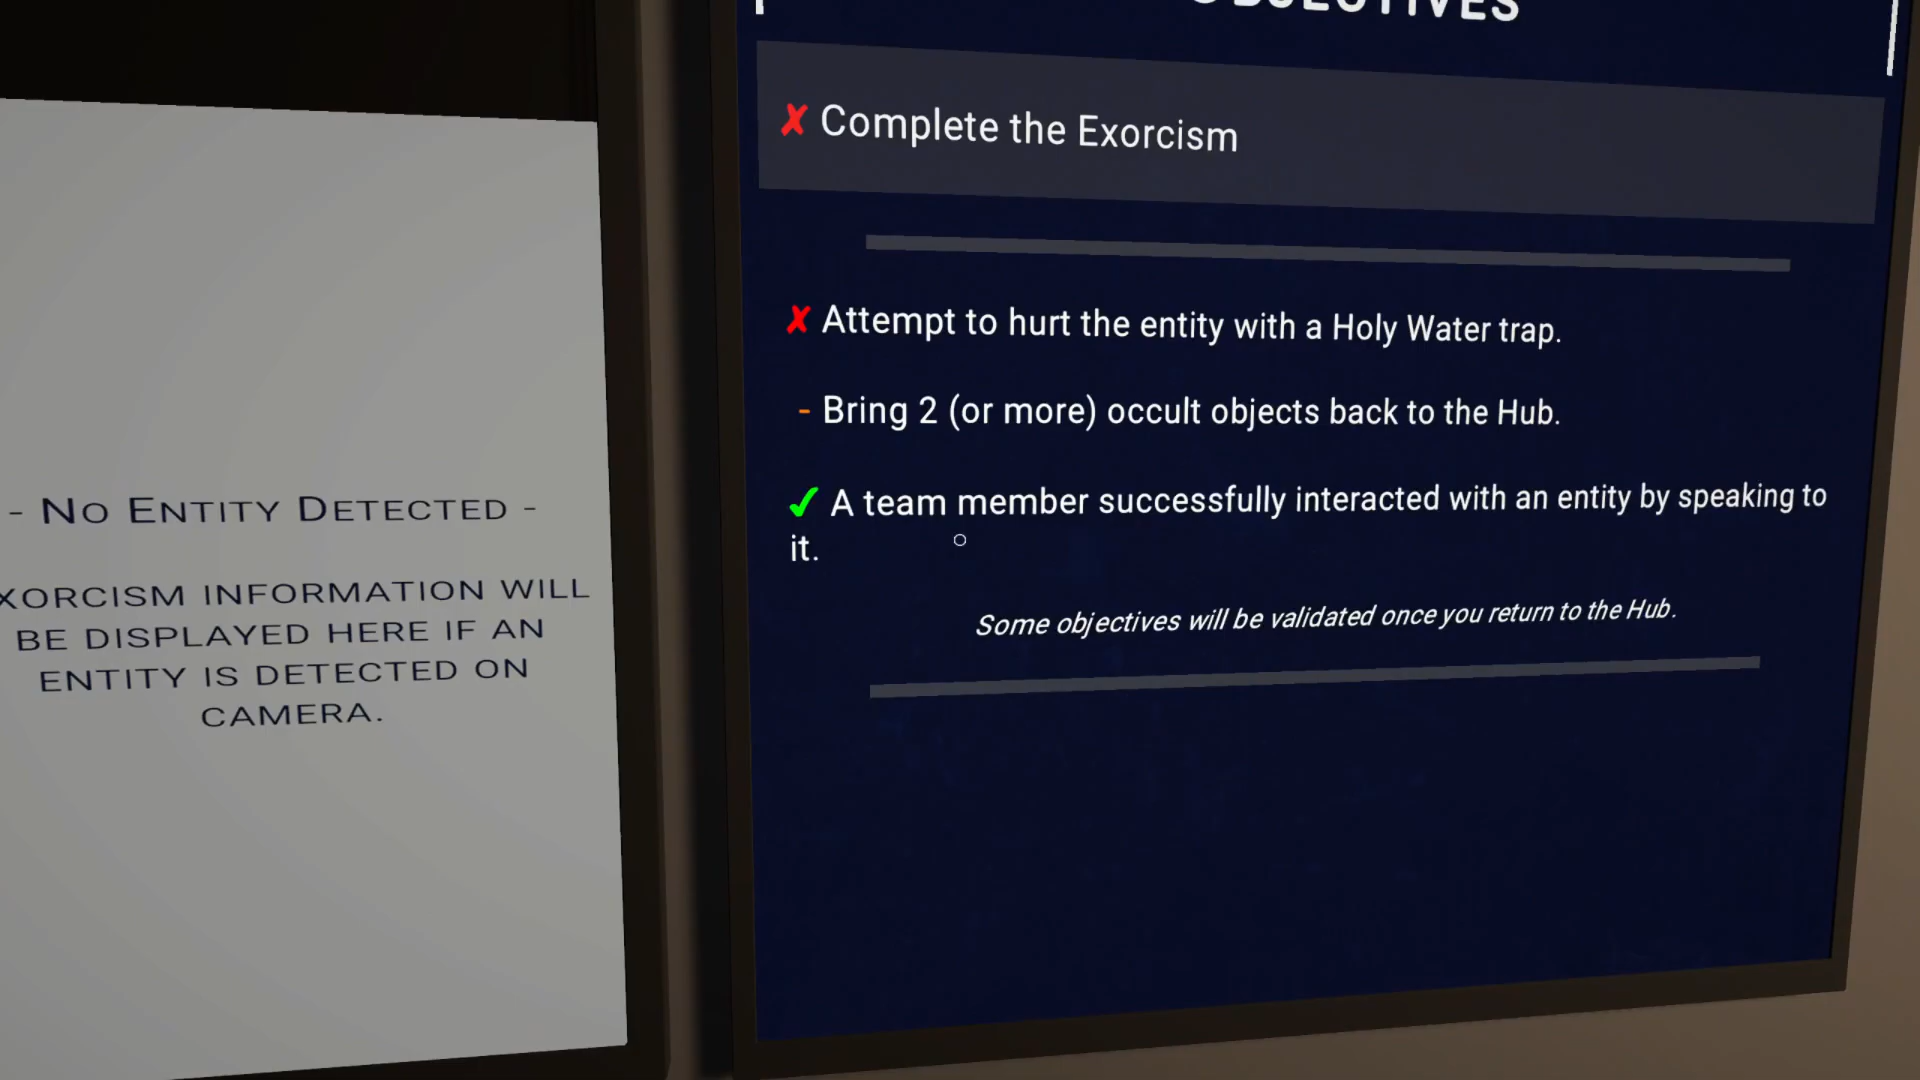 OBJECTIVES
✗ Complete the Exorcism
✗ Attempt to hurt the entity with a Holy Water trap.
- Bring 2 (or more) occult objects back to the Hub.
✓ A team member successfully interacted with an entity by speaking to
it.
Some objectives will be validated once you return to the Hub.
- No Entity Detected -
XORCISM INFORMATION WILL
BE DISPLAYED HERE IF AN
ENTITY IS DETECTED ON
CAMERA.